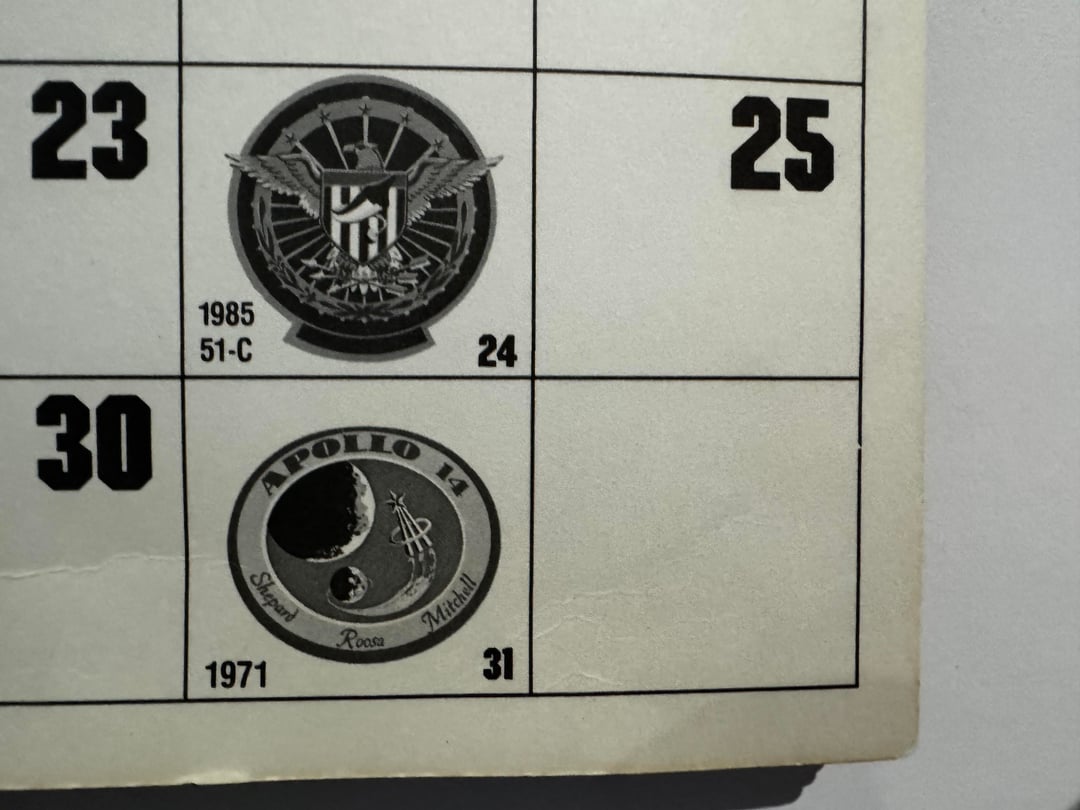 23
1985
51-C
24
25
30
APOLLO 14
Shepard
Roosa
Mitchell
1971
31